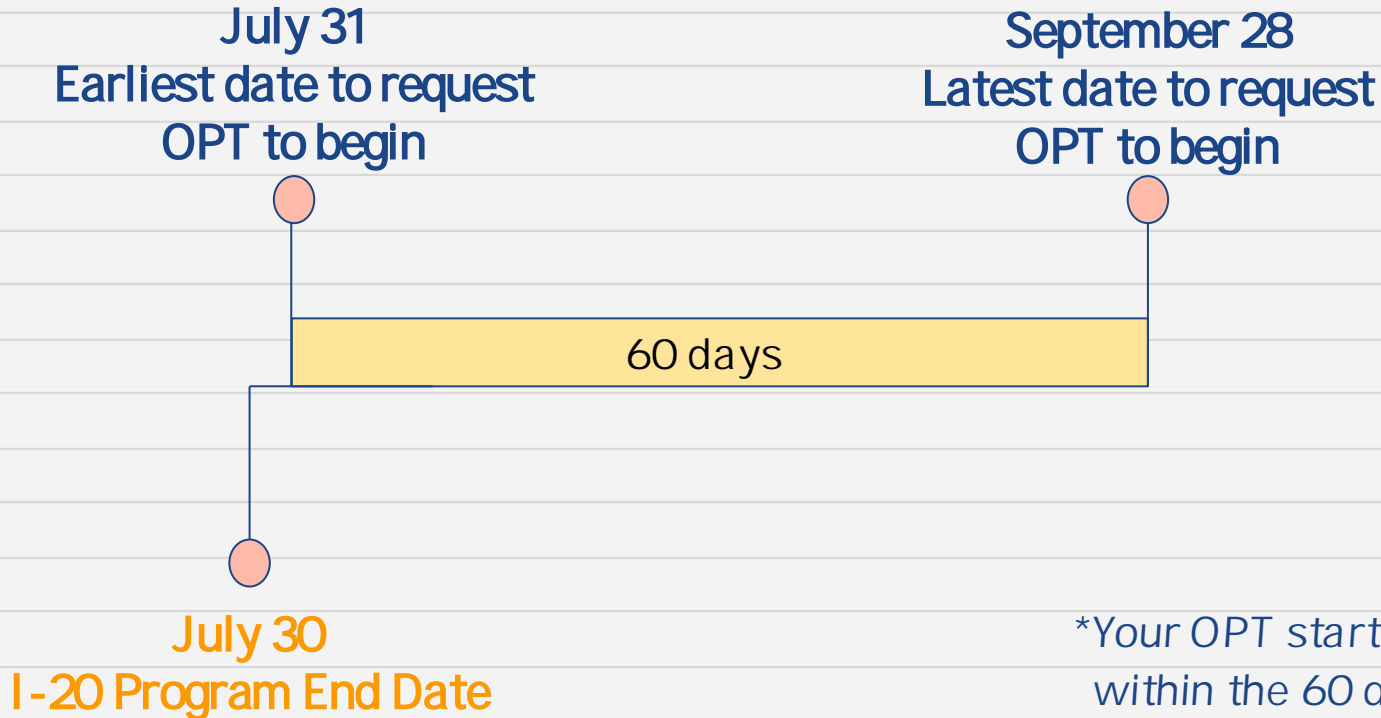 July 31
Earliest date to request
OPT to begin
September 28
Latest date to request
OPT to begin
60 days
July 30
I-20 Program End Date
*Your OPT start
within the 60 d